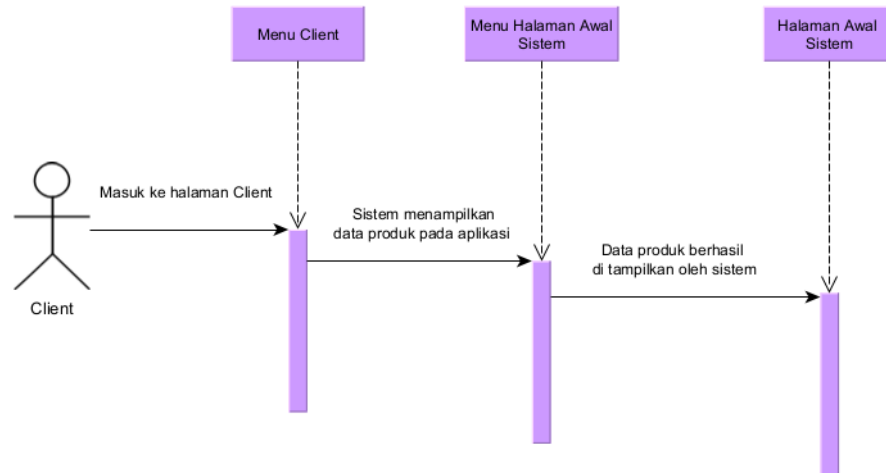 Menu Client
Menu Halaman Awal
Sistem
Halaman Awal
Sistem
Masuk ke halaman Client
Sistem menampilkan
data produk pada aplikasi
Data produk berhasil
di tampilkan oleh sistem
Client